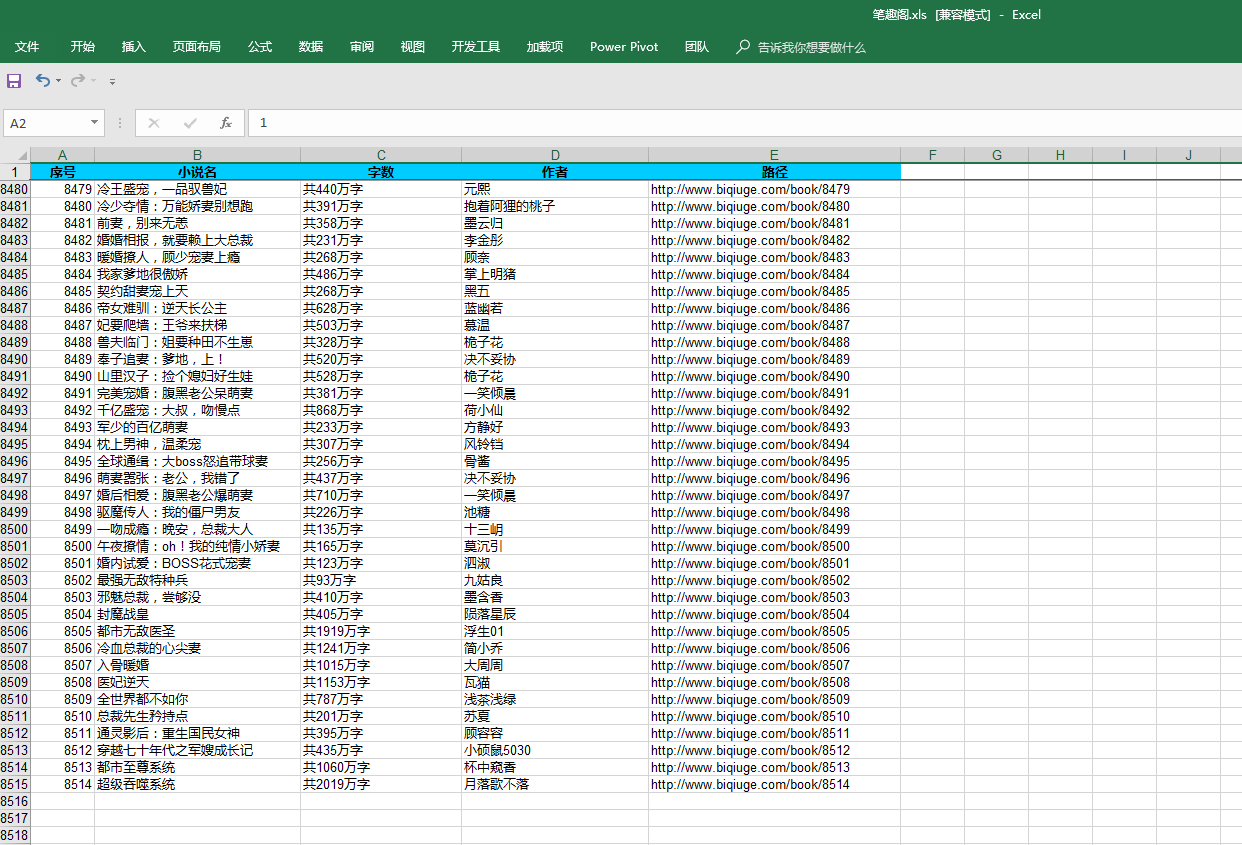 笔趣阁.xls [兼容模式] - Excel
文件 开始 插入 页面布局 公式 数据 审阅 视图 开发工具 加载项 Power Pivot 团队 告诉我你想要做什么
A2 fx 1
A B C D E F G H I J
1 序号 小说名 字数 作者 路径
8480 8479 冷王盛宠，一品驭兽妃 共440万字 元熙 http://www.biqiuge.com/book/8479
8481 8480 冷少夺情：万能娇妻别想跑 共391万字 抱着阿狸的桃子 http://www.biqiuge.com/book/8480
8482 8481 前妻，别来无恙 共358万字 墨云归 http://www.biqiuge.com/book/8481
8483 8482 婚婚相报，就要赖上大总裁 共231万字 李金彤 http://www.biqiuge.com/book/8482
8484 8483 暖婚撩人，顾少宠妻上瘾 共268万字 顾亲 http://www.biqiuge.com/book/8483
8485 8484 我家爹地很傲娇 共486万字 掌上明猪 http://www.biqiuge.com/book/8484
8486 8485 契约甜妻宠上天 共268万字 黑五 http://www.biqiuge.com/book/8485
8487 8486 帝女难驯：逆天长公主 共628万字 蓝幽若 http://www.biqiuge.com/book/8486
8488 8487 妃要爬墙：王爷来扶梯 共503万字 慕温 http://www.biqiuge.com/book/8487
8489 8488 兽夫临门：姐要种田不生崽 共328万字 桅子花 http://www.biqiuge.com/book/8488
8490 8489 奉子追妻：爹地，上！ 共520万字 决不妥协 http://www.biqiuge.com/book/8489
8491 8490 山里汉子：捡个媳妇好生娃 共528万字 桅子花 http://www.biqiuge.com/book/8490
8492 8491 完美宠婚：腹黑老公呆萌妻 共381万字 一笑倾晨 http://www.biqiuge.com/book/8491
8493 8492 千亿盛宠：大叔，吻慢点 共868万字 荷小仙 http://www.biqiuge.com/book/8492
8494 8493 军少的百亿萌妻 共233万字 方静好 http://www.biqiuge.com/book/8493
8495 8494 枕上男神，温柔宠 共307万字 风铃铛 http://www.biqiuge.com/book/8494
8496 8495 全球通缉：大boss怒追带球妻 共256万字 骨酱 http://www.biqiuge.com/book/8495
8497 8496 萌妻嚣张：老公，我错了 共437万字 决不妥协 http://www.biqiuge.com/book/8496
8498 8497 婚后相爱：腹黑老公爆萌妻 共710万字 一笑倾晨 http://www.biqiuge.com/book/8497
8499 8498 驱魔传人：我的僵尸男友 共226万字 池糖 http://www.biqiuge.com/book/8498
8500 8499 一吻成瘾：晚安，总裁大人 共135万字 十三岄 http://www.biqiuge.com/book/8499
8501 8500 午夜撩情：oh！我的纯情小娇妻 共165万字 莫沉引 http://www.biqiuge.com/book/8500
8502 8501 婚内试爱：BOSS花式宠妻 共123万字 泗淑 http://www.biqiuge.com/book/8501
8503 8502 最强无敌特种兵 共93万字 九姑良 http://www.biqiuge.com/book/8502
8504 8503 邪魅总裁，尝够没 共410万字 墨含香 http://www.biqiuge.com/book/8503
8505 8504 封魔战皇 共405万字 陨落星辰 http://www.biqiuge.com/book/8504
8506 8505 都市无敌医圣 共1919万字 浮生01 http://www.biqiuge.com/book/8505
8507 8506 冷血总裁的心尖妻 共1241万字 简小乔 http://www.biqiuge.com/book/8506
8508 8507 入骨暖婚 共1015万字 大周周 http://www.biqiuge.com/book/8507
8509 8508 医妃逆天 共1153万字 瓦猫 http://www.biqiuge.com/book/8508
8510 8509 全世界都不如你 共787万字 浅茶浅绿 http://www.biqiuge.com/book/8509
8511 8510 总裁先生矜持点 共201万字 苏夏 http://www.biqiuge.com/book/8510
8512 8511 通灵影后：重生国民女神 共395万字 顾容容 http://www.biqiuge.com/book/8511
8513 8512 穿越七十年代之军嫂成长记 共435万字 小硕鼠5030 http://www.biqiuge.com/book/8512
8514 8513 都市至尊系统 共1060万字 杯中窥香 http://www.biqiuge.com/book/8513
8515 8514 超级吞噬系统 共2019万字 月落歌不落 http://www.biqiuge.com/book/8514
8516
8517
8518